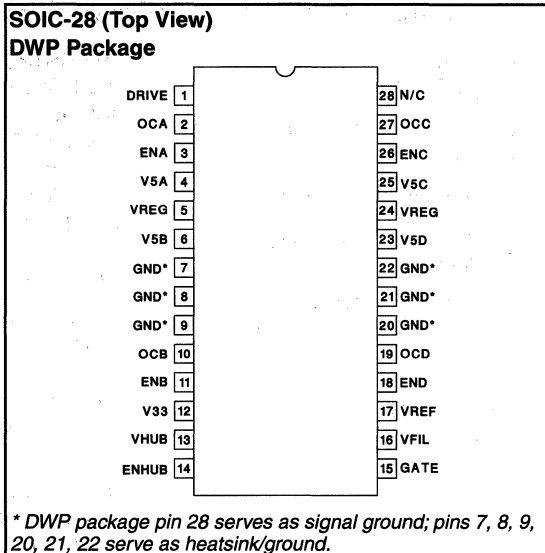 SOIC-28 (Top View)
DWP Package
DRIVE 1 28 N/C
OCA 2 27 OCC
ENA 3 26 ENC
V5A 4 25 V5C
VREG 5 24 VREG
V5B 6 23 V5D
GND* 7 22 GND*
GND* 8 21 GND*
GND* 9 20 GND*
OCB 10 19 OCD
ENB 11 18 END
V33 12 17 VREF
VHUB 13 16 VFIL
ENHUB 14 15 GATE
* DWP package pin 28 serves as signal ground; pins 7, 8, 9,
20, 21, 22 serve as heatsink/ground.